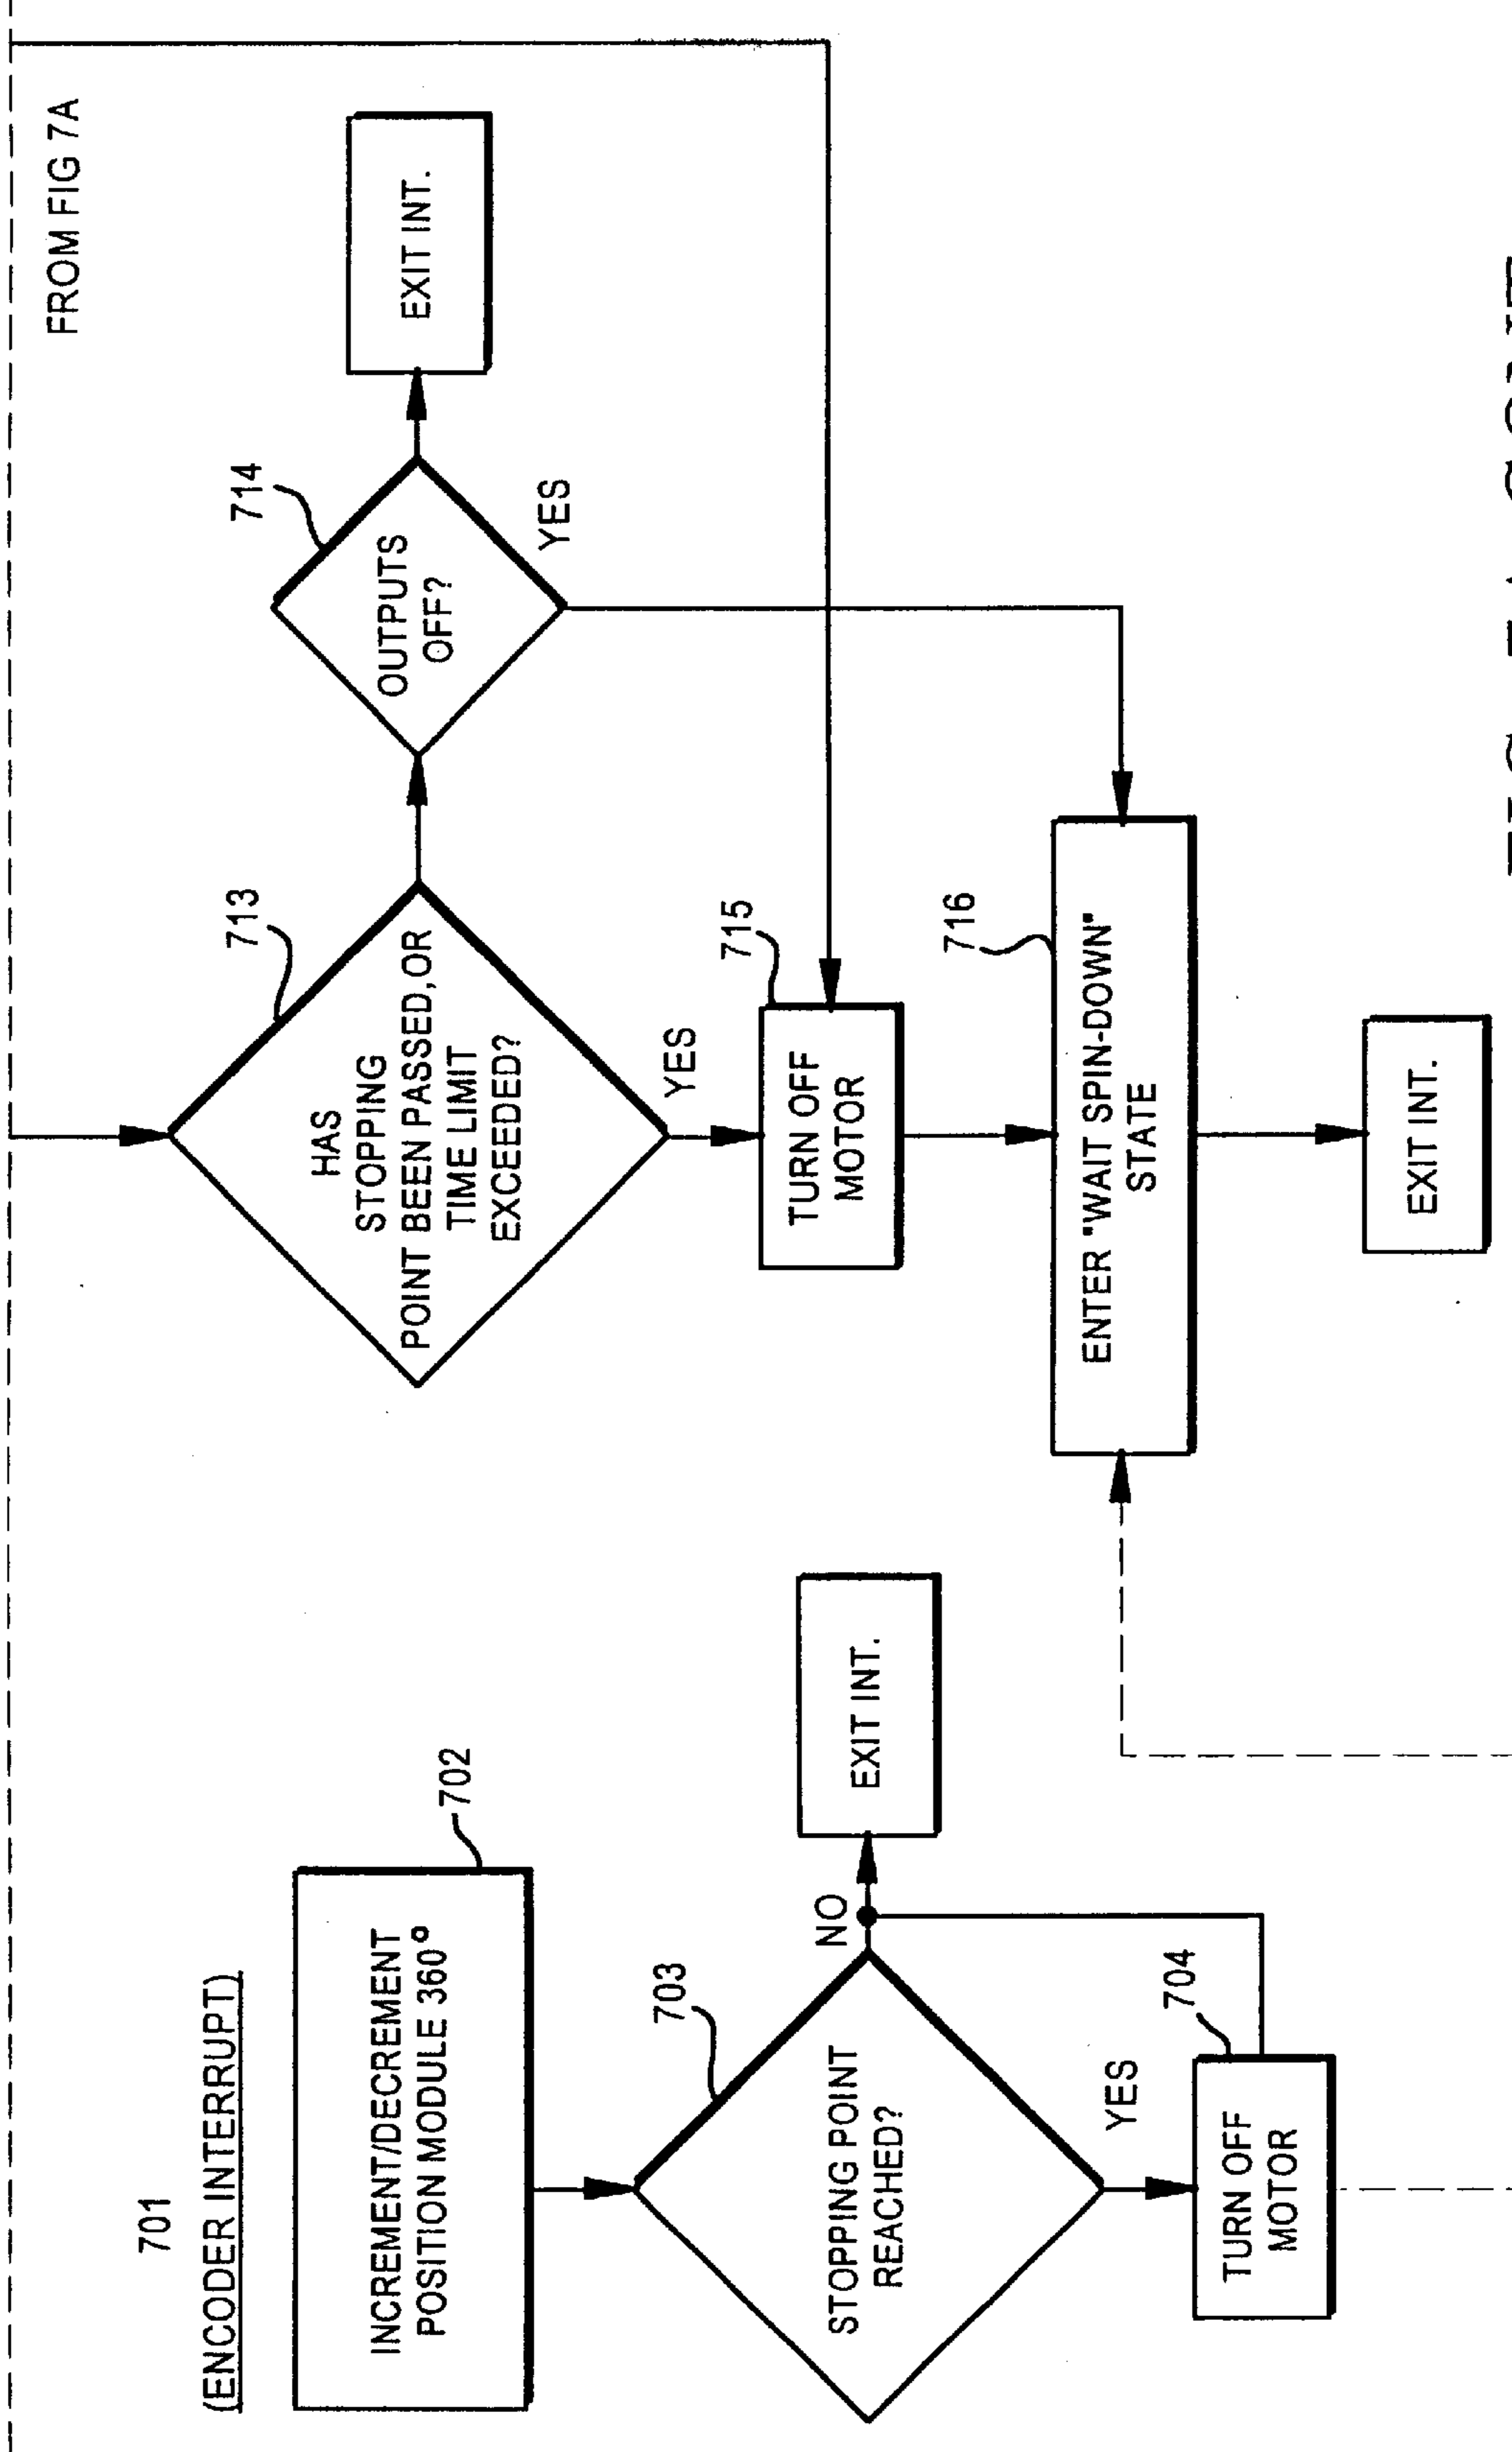 FROM FIG 7A
701
(ENCODER INTERRUPT)
INCREMENT/DECREMENT
POSITION MODULE 360°
702
STOPPING POINT
REACHED?
703
NO
EXIT INT.
YES
704
TURN OFF
MOTOR
HAS
STOPPING
POINT BEEN PASSED, OR
TIME LIMIT
EXCEEDED?
713
OUTPUTS
OFF?
714
EXIT INT.
YES
YES
715
TURN OFF
MOTOR
716
ENTER "WAIT SPIN-DOWN"
STATE
EXIT INT.